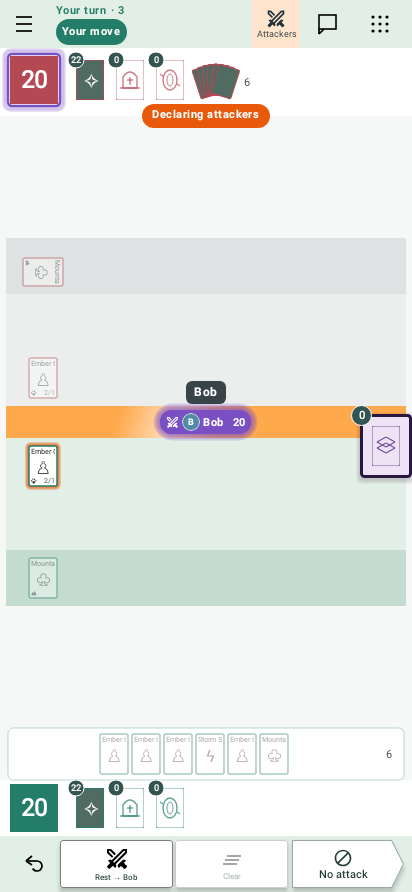 Your turn · 3
Your move
Attackers
20
22
0
0
6
Declaring attackers
Mounta
Ember C
2/1
Bob
B Bob 20
0
Ember C
2/1
Mounta
Ember C
Ember C
Ember C
Storm S
Ember C
Mounta
6
20
22
0
0
Rest → Bob
Clear
No attack